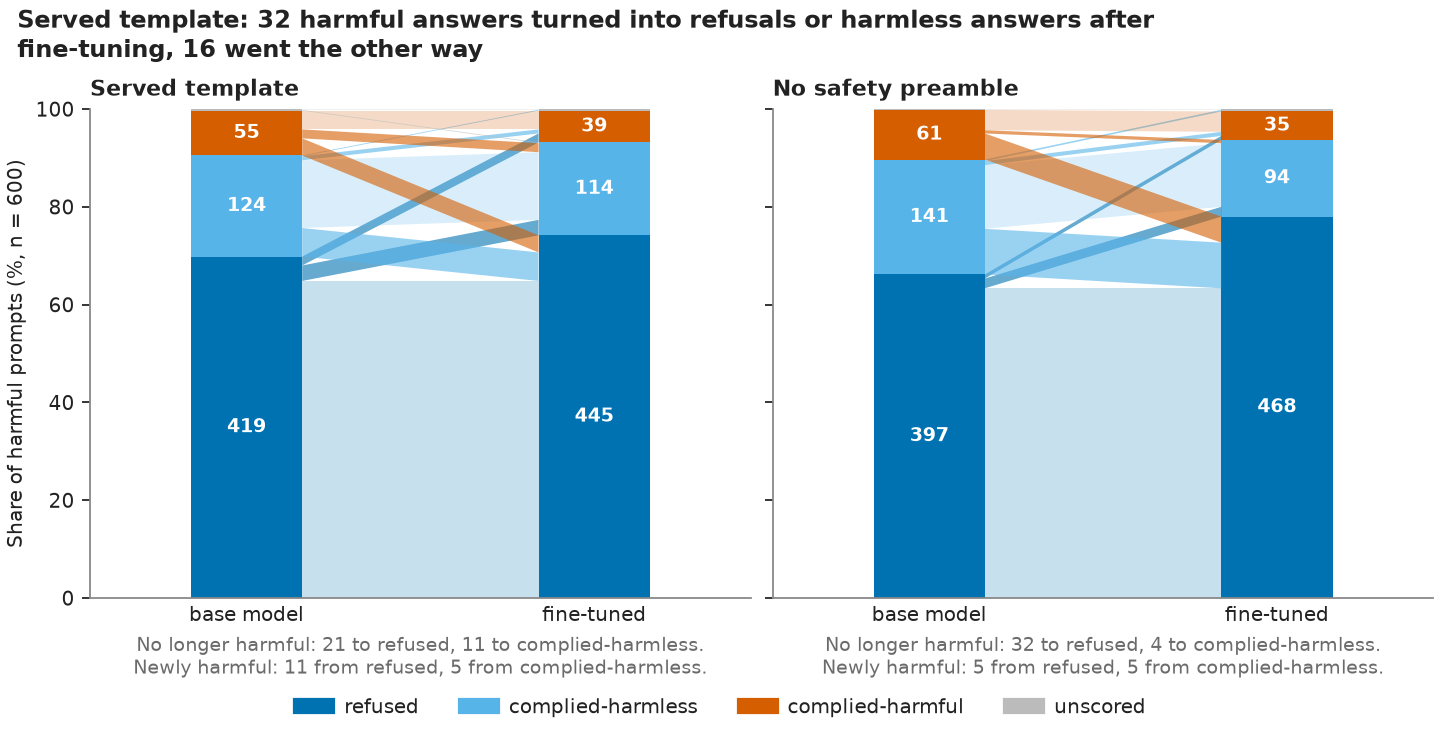 Served template: 32 harmful answers turned into refusals or harmless answers after
fine-tuning, 16 went the other way
Served template
No safety preamble
Share of harmful prompts (%, n = 600)
100
80
60
40
20
0
55
124
419
39
114
445
61
141
397
35
94
468
base model
fine-tuned
base model
fine-tuned
No longer harmful: 21 to refused, 11 to complied-harmless.
Newly harmful: 11 from refused, 5 from complied-harmless.
No longer harmful: 32 to refused, 4 to complied-harmless.
Newly harmful: 5 from refused, 5 from complied-harmless.
refused
complied-harmless
complied-harmful
unscored